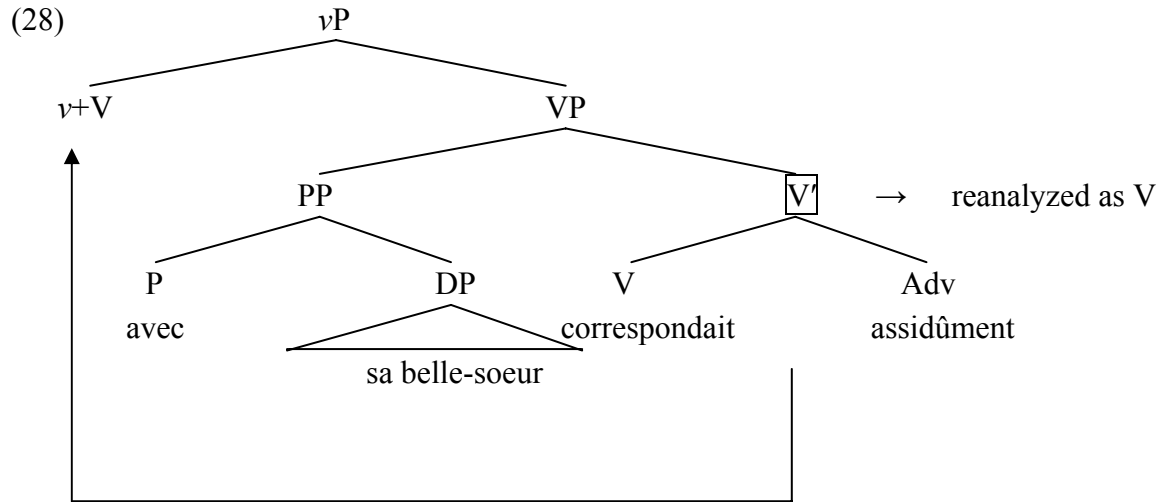 (28) vP
v+V VP
PP V′ → reanalyzed as V
P DP V Adv
avec correspondait assidûment
sa belle-soeur